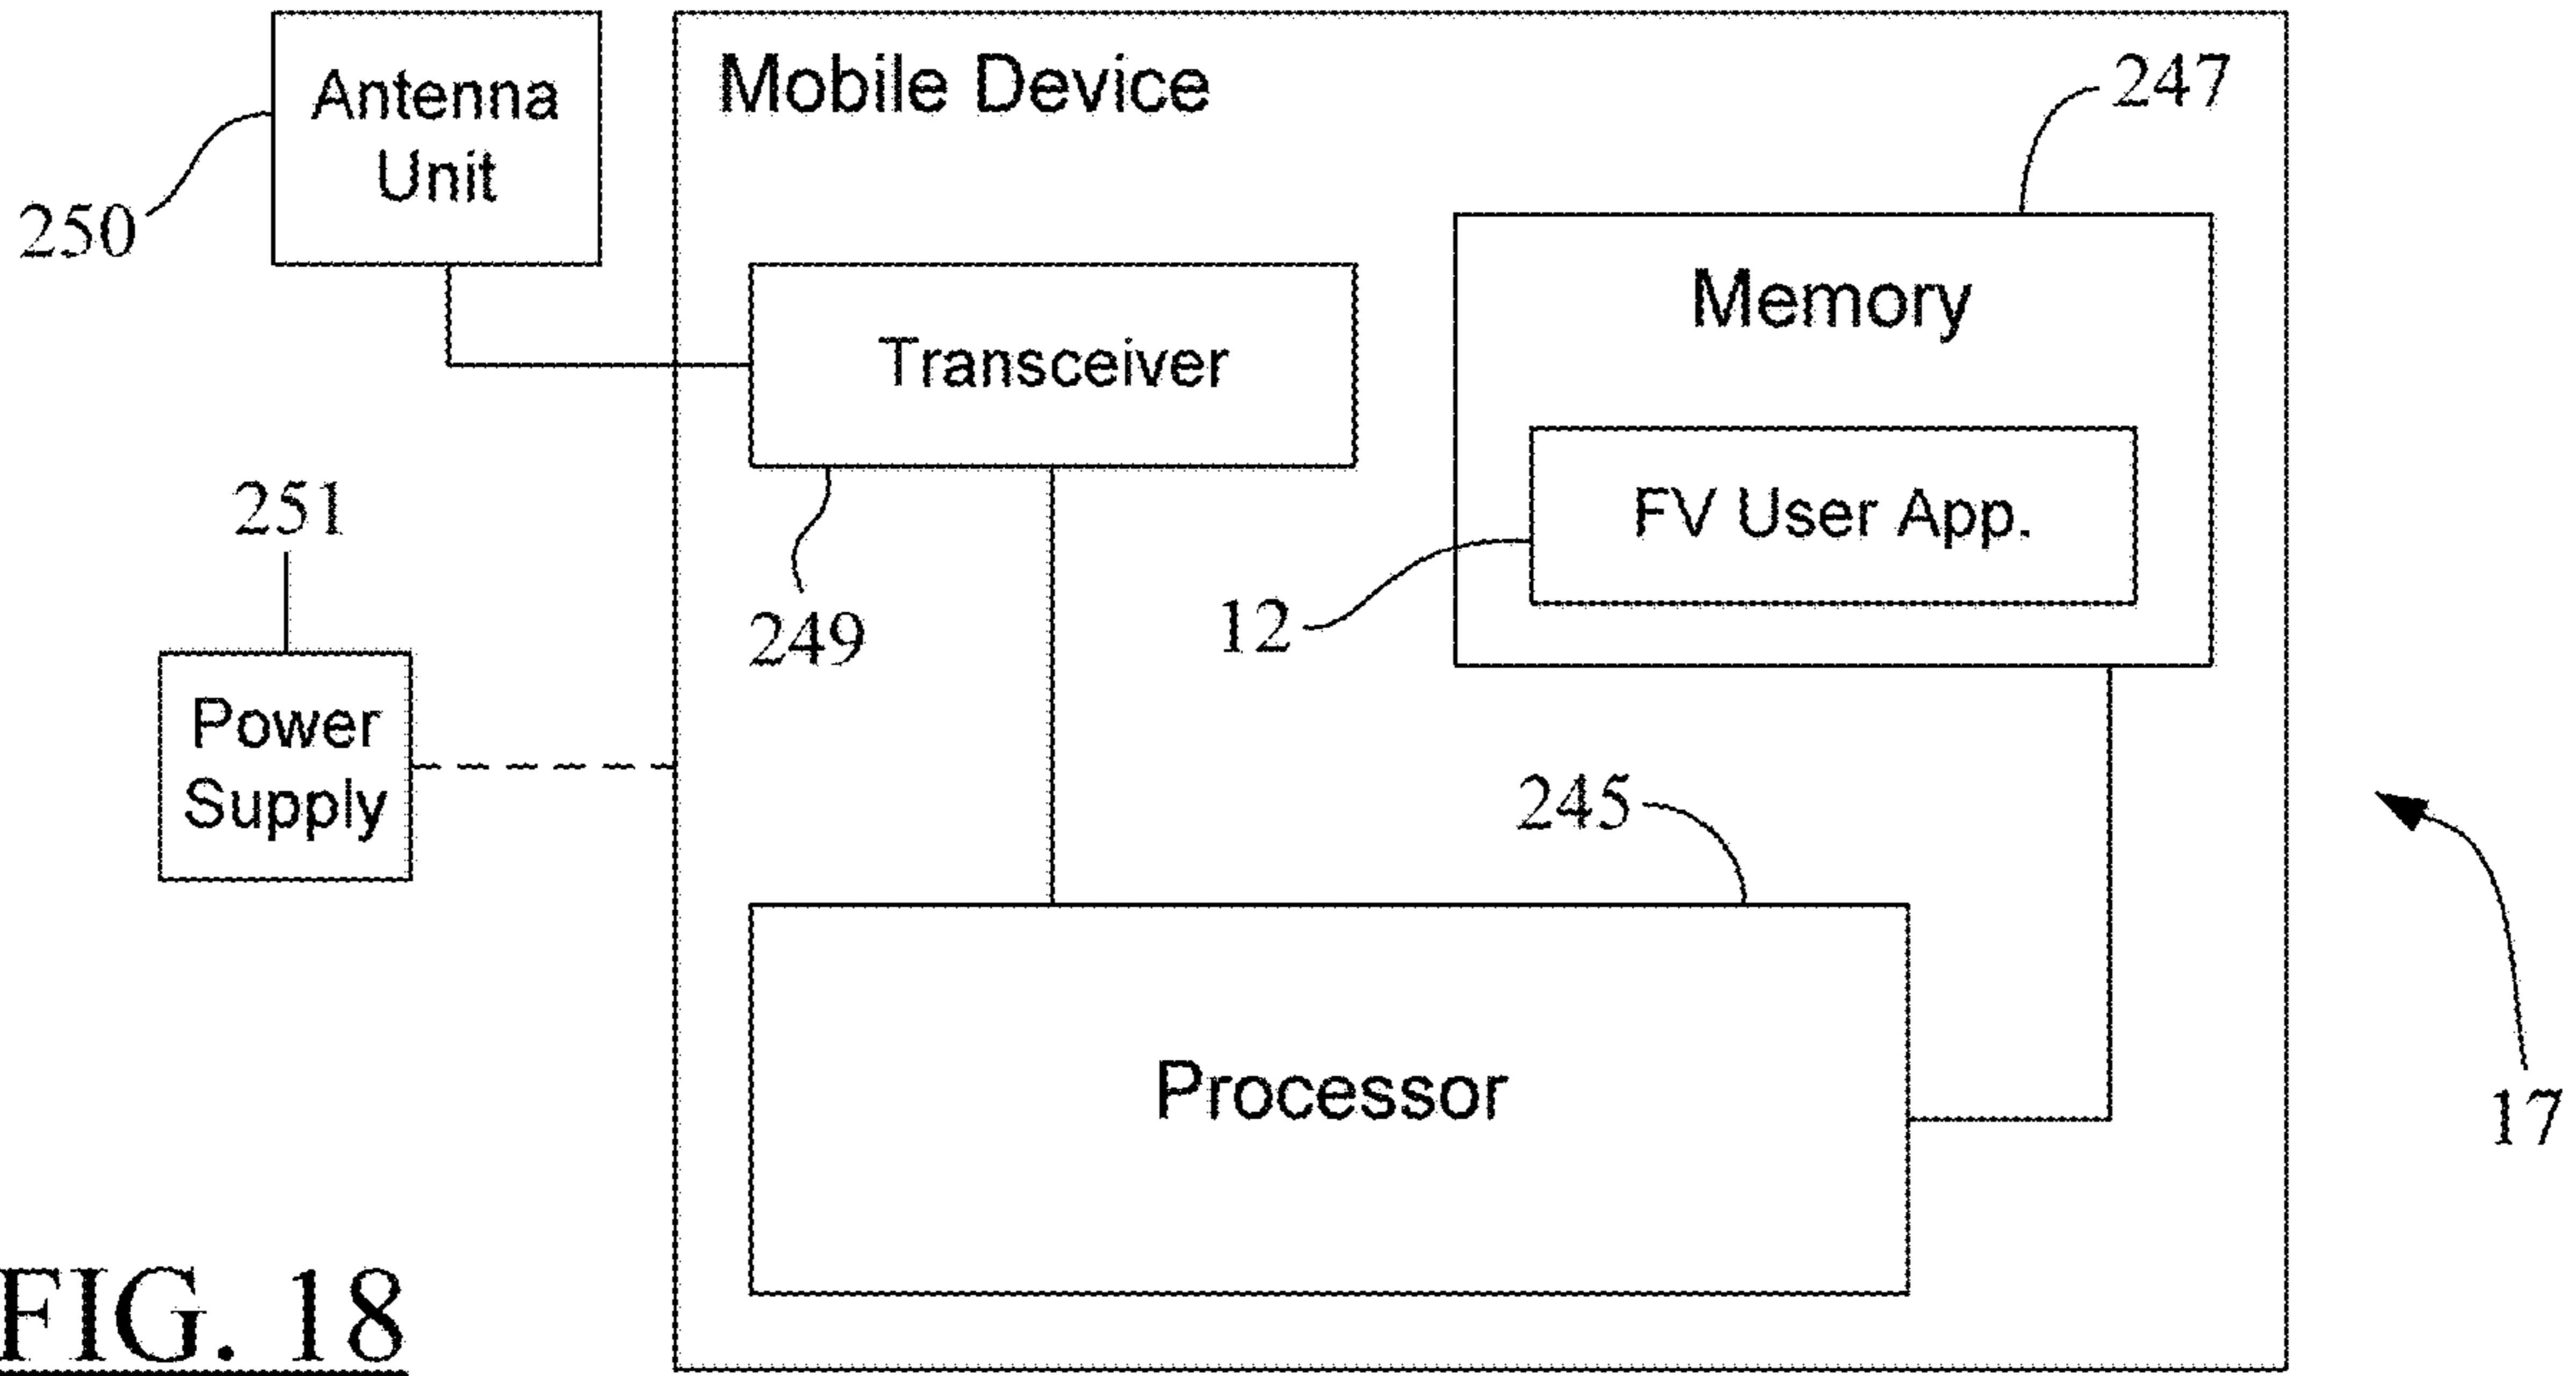 Antenna
Unit
250
Mobile Device
247
Transceiver
249
Memory
FV User App.
12
251
Power
Supply
245
Processor
17
FIG. 18